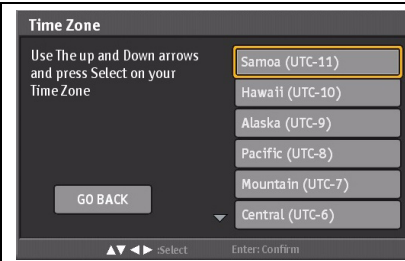 Time Zone
Use The up and Down arrows
and press Select on your
Time Zone
Samoa (UTC-11)
Hawaii (UTC-10)
Alaska (UTC-9)
Pacific (UTC-8)
Mountain (UTC-7)
Central (UTC-6)
GO BACK
▲▼ ◀▶ :Select Enter: Confirm